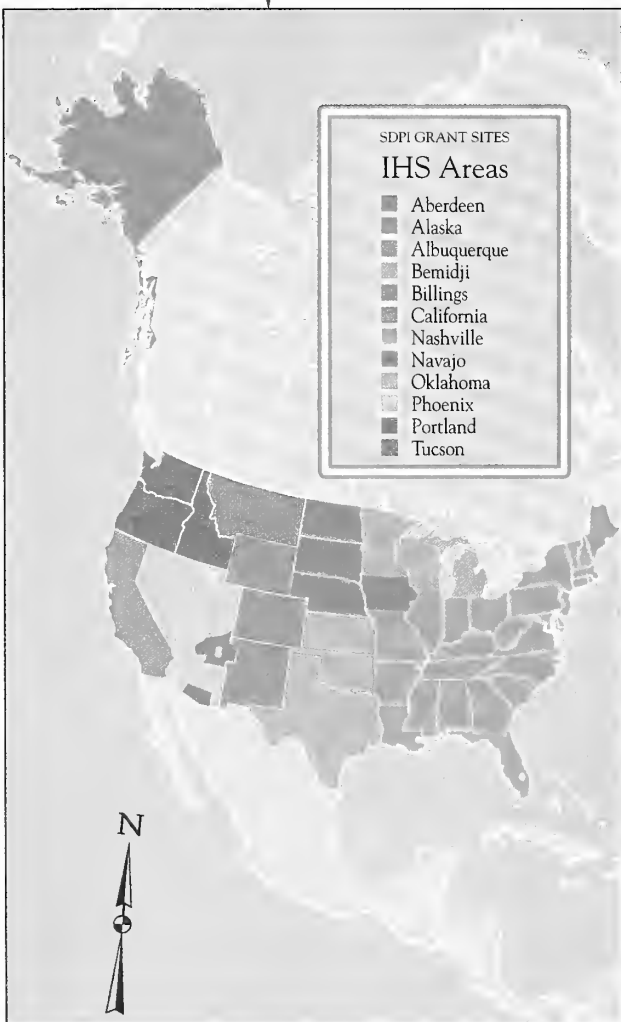 SDPI GRANT SITES
IHS Areas
Aberdeen
Alaska
Albuquerque
Bemidji
Billings
California
Nashville
Navajo
Oklahoma
Phoenix
Portland
Tucson
N